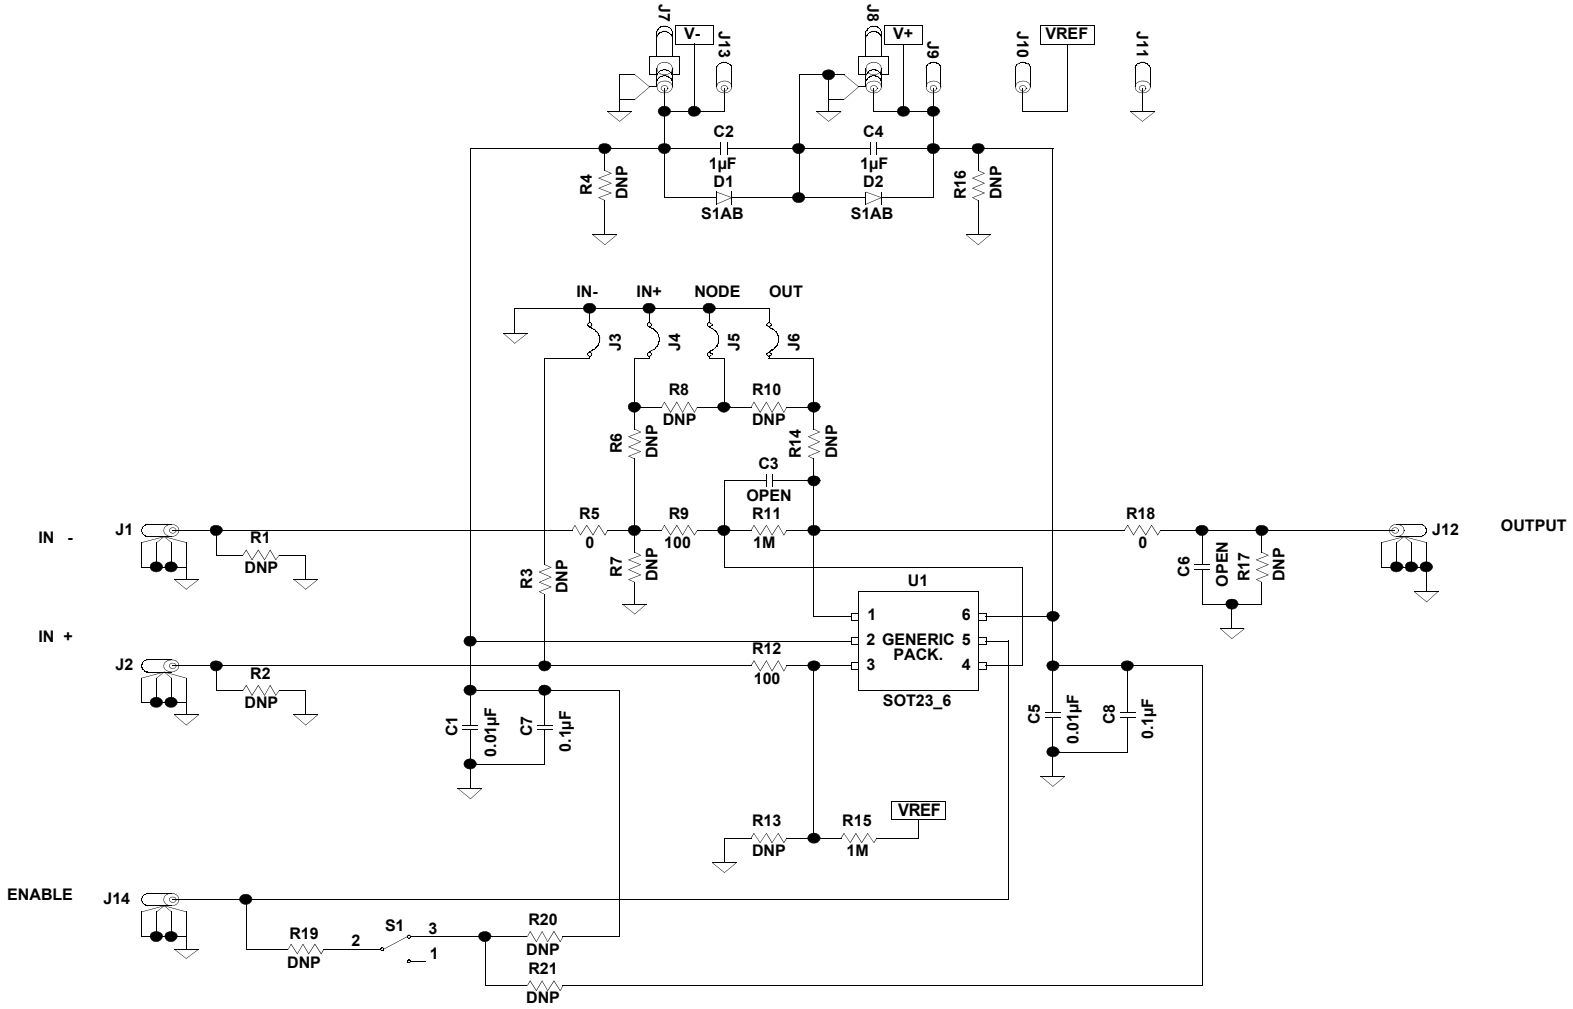 J7
V-
J13
J8
V+
J9
J10
VREF
J11
C2
1µF
D1
S1AB
C4
1µF
D2
S1AB
R4
DNP
R16
DNP
IN-
IN+
NODE
OUT
J3
J4
J5
J6
R8
DNP
R10
DNP
R6
DNP
R14
DNP
C3
OPEN
IN -
J1
R1
DNP
R5
0
R9
100
R11
1M
R18
0
J12
OUTPUT
R3
DNP
R7
DNP
C6
OPEN
R17
DNP
U1
1
2
3
GENERIC
PACK.
6
5
4
SOT23_6
IN +
J2
R2
DNP
R12
100
C1
0.01µF
C7
0.1µF
C5
0.01µF
C8
0.1µF
R13
DNP
R15
1M
VREF
ENABLE
J14
R19
DNP
2
S1
3
1
R20
DNP
R21
DNP